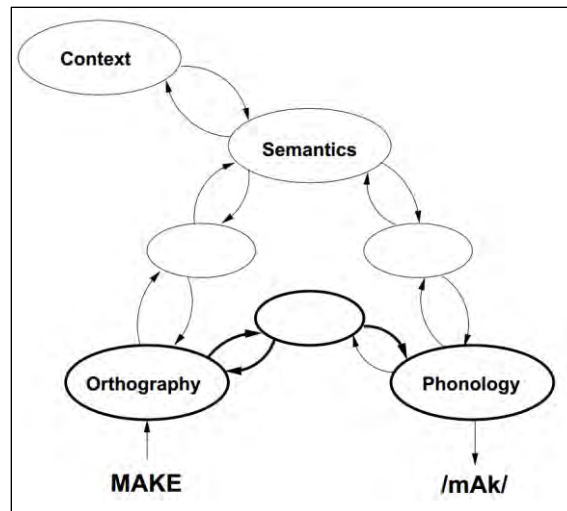 Context
Semantics
Orthography
Phonology
MAKE
/mAk/